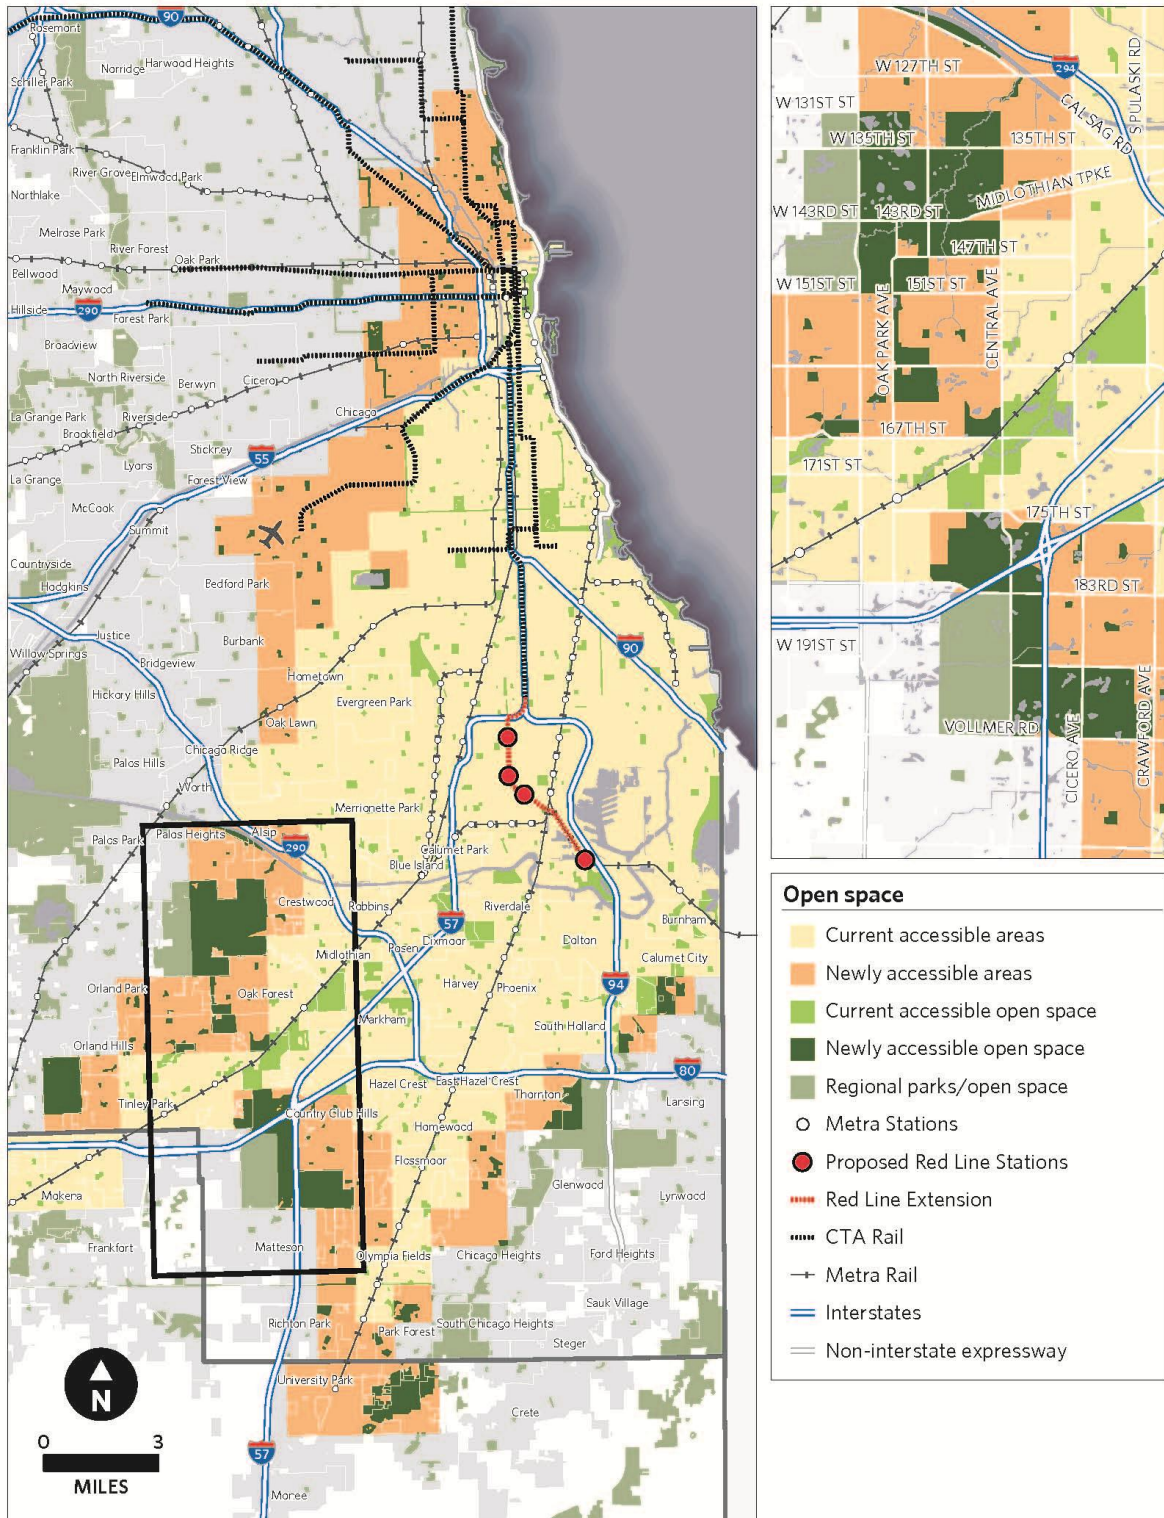 90
Rosemont
Harwood Heights
Norridge
Schiller Park
Franklin Park
River Grove
Elmwood Park
Northlake
Melrose Park
River Forest
Oak Park
Bellwood
Maywood
Hillside
290
Forest Park
Broadview
North Riverside
Berwyn
Cicero
Chicago
La Grange Park
Riverside
Brookfield
Stickney
Lyons
55
La Grange
Forest View
McCook
Summit
Countryside
Bedford Park
Hodgkins
Justice
Burbank
Willow Springs
Bridgeview
90
Hometown
Hickory Hills
Evergreen Park
Oak Lawn
Chicago Ridge
Palos Hills
Worth
Merrionette Park
Palos Park
Palos Heights
Alsip
290
Calumet Park
Blue Island
Crestwood
Robbins
Riverdale
57
Burnham
Dixmoor
Dolton
Posen
Midlothian
Calumet City
Orland Park
Oak Forest
Harvey
Phoenix
94
Markham
South Holland
Orland Hills
80
Hazel Crest
East Hazel Crest
Thornton
Lansing
Tinley Park
Country Club Hills
Homewood
Flossmoor
Glenwood
Lynwood
Mokena
Frankfort
Matteson
Olympia Fields
Chicago Heights
Ford Heights
Sauk Village
Richton Park
Park Forest
South Chicago Heights
Steger
University Park
Crete
N
0 3
MILES
57
Monee
W 127TH ST
294
S PULASKI RD
W 131ST ST
CAL SAG RD
W 135TH ST
135TH ST
MIDLOTHIAN TPKE
W 143RD ST
143RD ST
147TH ST
W 151ST ST
151ST ST
OAK PARK AVE
CENTRAL AVE
167TH ST
171ST ST
175TH ST
183RD ST
W 191ST ST
VOLLMER RD
CICERO AVE
CRAWFORD AVE
Open space
Current accessible areas
Newly accessible areas
Current accessible open space
Newly accessible open space
Regional parks/open space
Metra Stations
Proposed Red Line Stations
Red Line Extension
CTA Rail
Metra Rail
Interstates
Non-interstate expressway